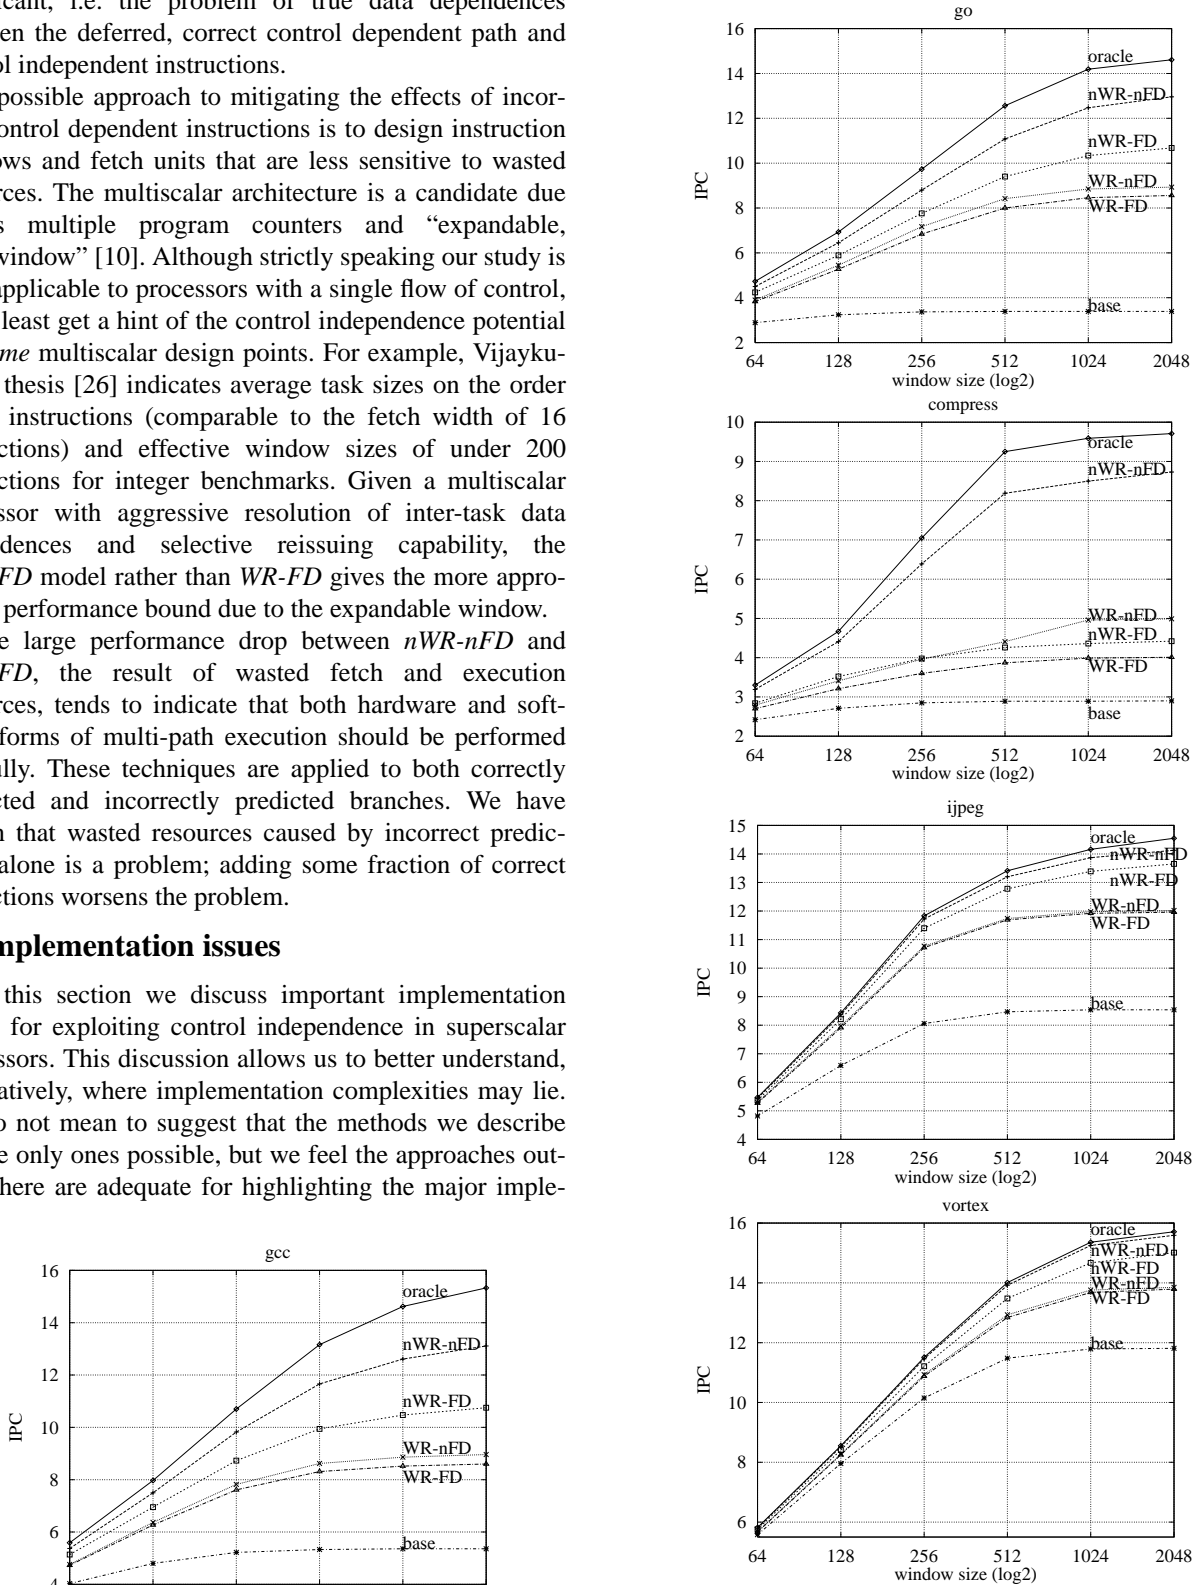 icant, i.e. the problem of true data dependences
en the deferred, correct control dependent path and
ol independent instructions.
possible approach to mitigating the effects of incor-
ontrol dependent instructions is to design instruction
ows and fetch units that are less sensitive to wasted
rces. The multiscalar architecture is a candidate due
s multiple program counters and “expandable,
window” [10]. Although strictly speaking our study is
applicable to processors with a single flow of control,
least get a hint of the control independence potential
me multiscalar design points. For example, Vijayku-
thesis [26] indicates average task sizes on the order
instructions (comparable to the fetch width of 16
ctions) and effective window sizes of under 200
ctions for integer benchmarks. Given a multiscalar
ssor with aggressive resolution of inter-task data
dences and selective reissuing capability, the
FD model rather than WR-FD gives the more appro-
performance bound due to the expandable window.
e large performance drop between nWR-nFD and
FD, the result of wasted fetch and execution
rces, tends to indicate that both hardware and soft-
forms of multi-path execution should be performed
ully. These techniques are applied to both correctly
cted and incorrectly predicted branches. We have
n that wasted resources caused by incorrect predic-
alone is a problem; adding some fraction of correct
ctions worsens the problem.
mplementation issues
this section we discuss important implementation
for exploiting control independence in superscalar
ssors. This discussion allows us to better understand,
atively, where implementation complexities may lie.
o not mean to suggest that the methods we describe
e only ones possible, but we feel the approaches out-
here are adequate for highlighting the major imple-
gcc
16
14
12
10
8
6
4
IPC
oracle
nWR-nFD
nWR-FD
WR-nFD
WR-FD
base
go
16
14
12
10
8
6
4
2
IPC
oracle
nWR-nFD
nWR-FD
WR-nFD
WR-FD
base
64 128 256 512 1024 2048
window size (log2)
compress
10
9
8
7
6
5
4
3
2
IPC
oracle
nWR-nFD
WR-nFD
nWR-FD
WR-FD
base
64 128 256 512 1024 2048
window size (log2)
ijpeg
15
14
13
12
11
10
9
8
7
6
5
4
IPC
oracle
nWR-nFD
nWR-FD
WR-nFD
WR-FD
base
64 128 256 512 1024 2048
window size (log2)
vortex
16
14
12
10
8
6
IPC
oracle
nWR-nFD
nWR-FD
WR-nFD
WR-FD
base
64 128 256 512 1024 2048
window size (log2)